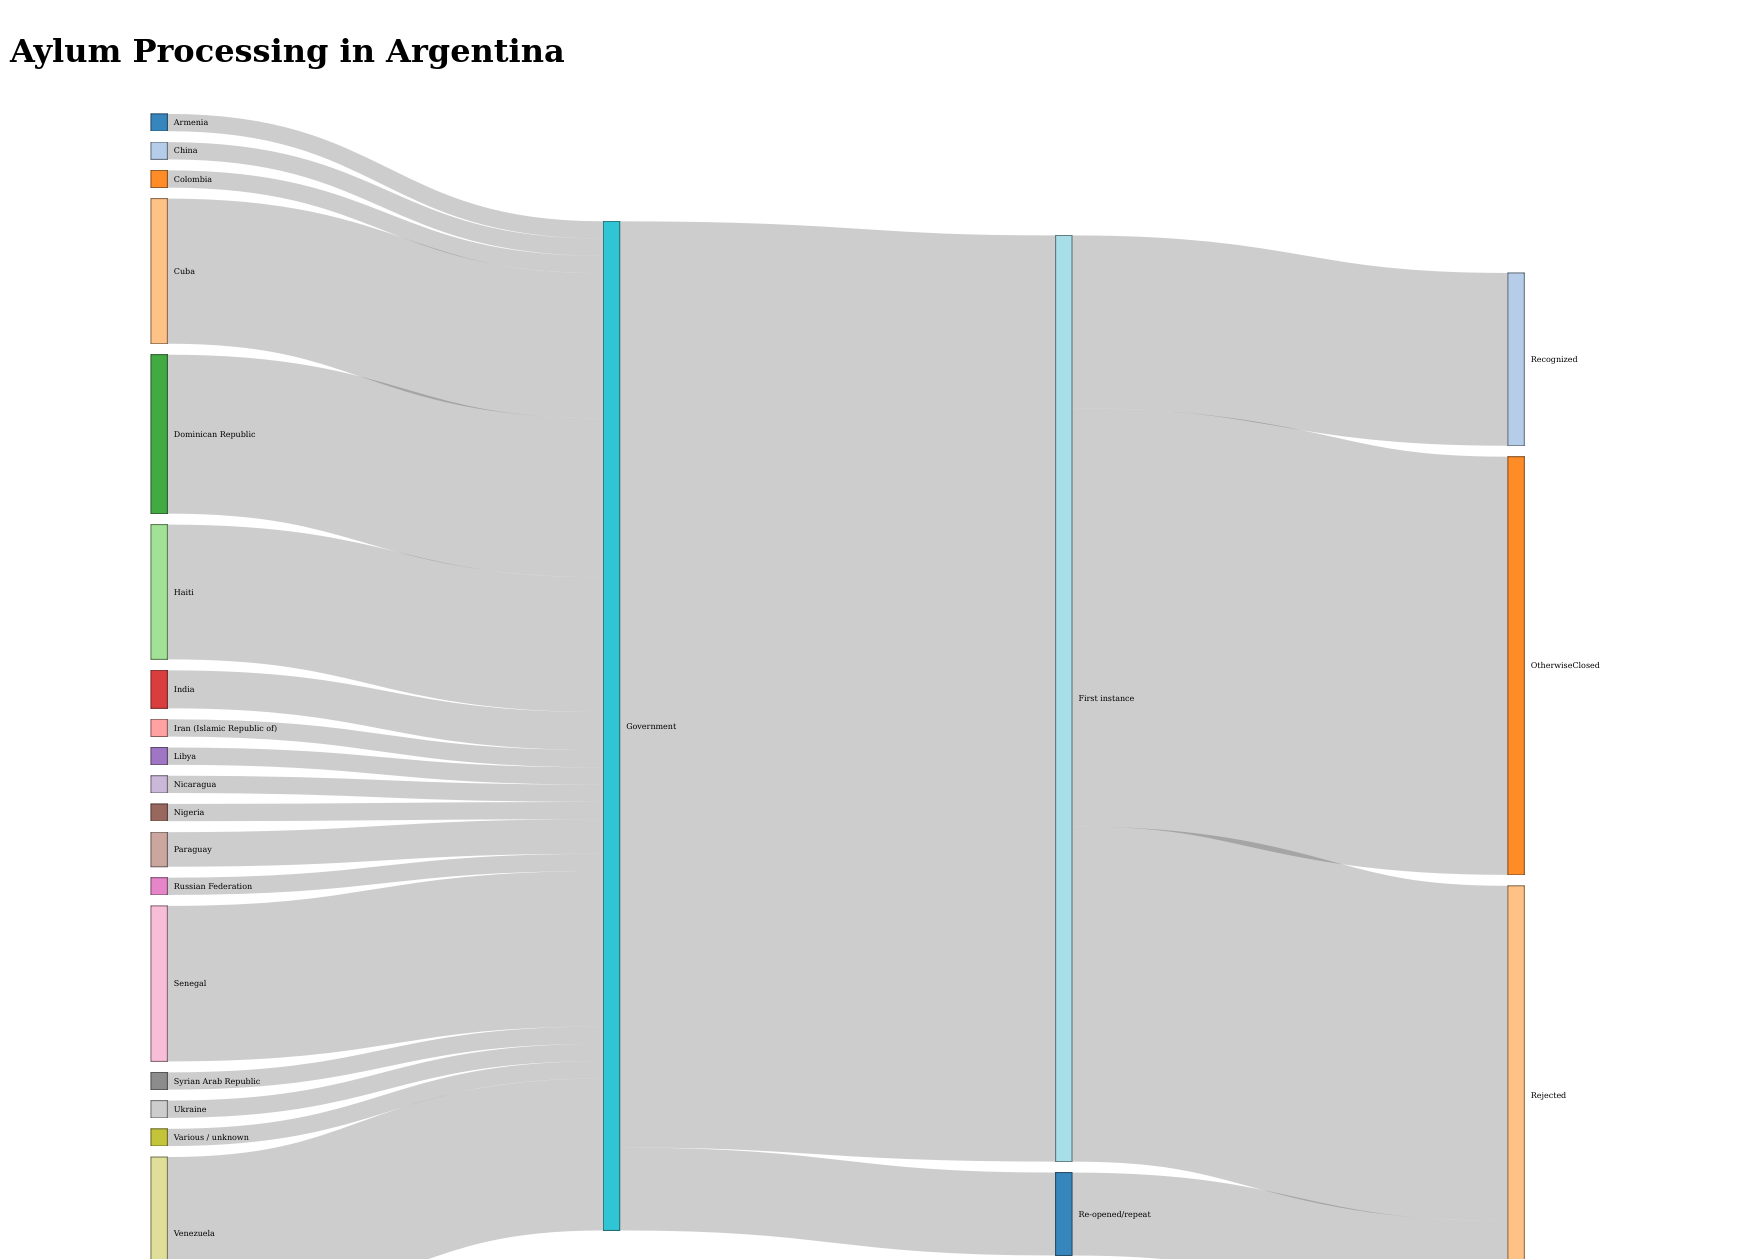 Aylum Processing in Argentina
Armenia
China
Colombia
Cuba
Dominican Republic
Haiti
India
Iran (Islamic Republic of)
Libya
Nicaragua
Nigeria
Paraguay
Russian Federation
Senegal
Syrian Arab Republic
Ukraine
Various / unknown
Venezuela
Government
First instance
Re-opened/repeat
Recognized
OtherwiseClosed
Rejected